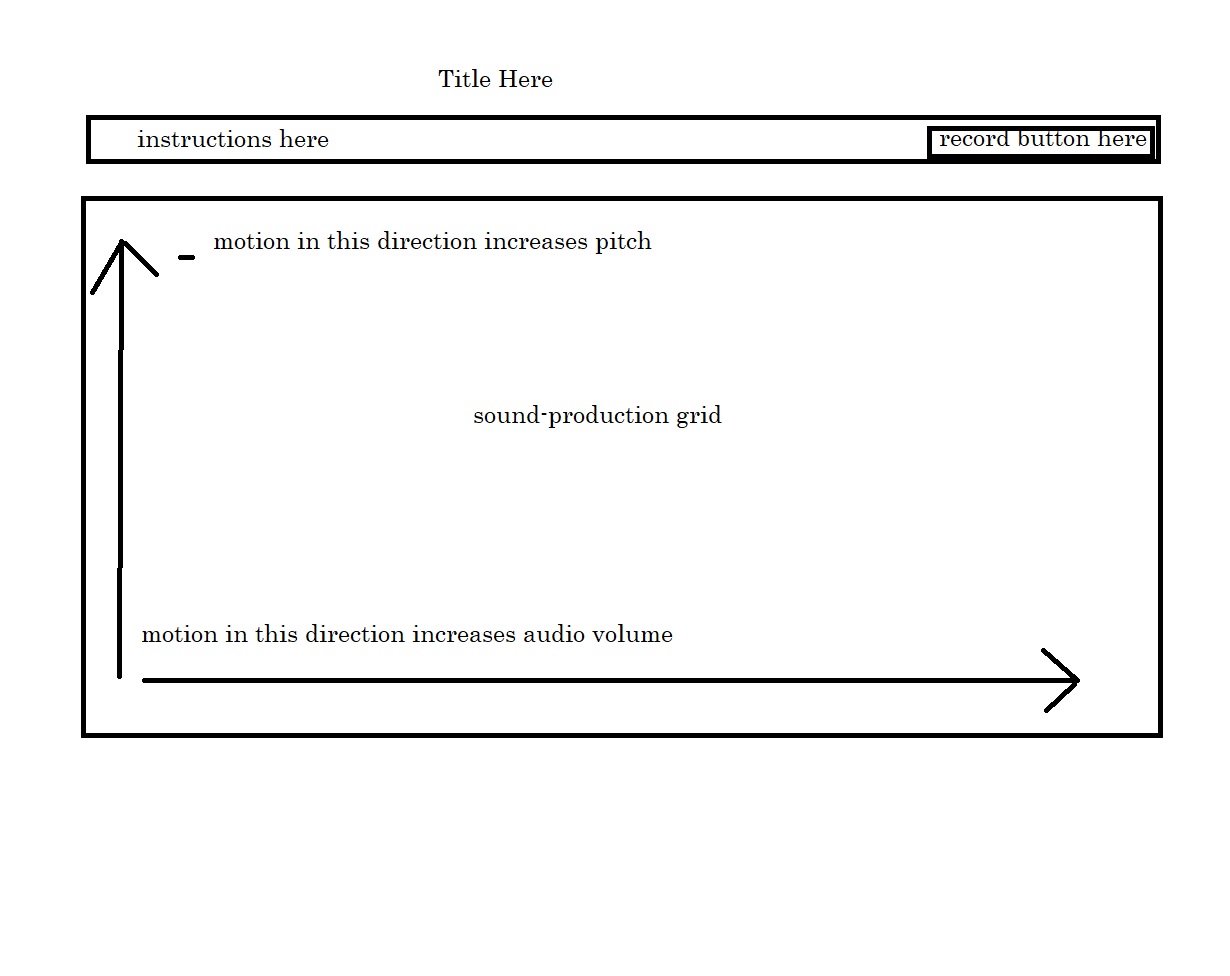 Title Here
instructions here
record button here
motion in this direction increases pitch
sound-production grid
motion in this direction increases audio volume